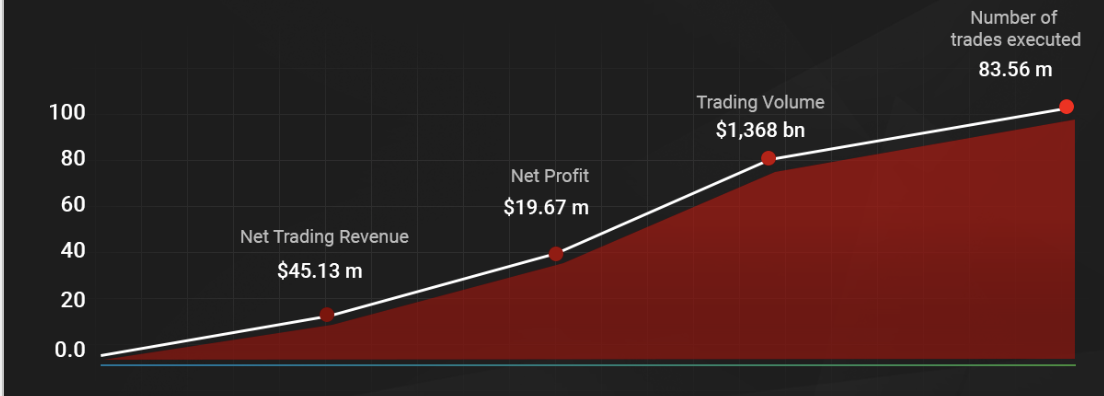 Number of
trades executed
83.56 m
100
Trading Volume
$1,368 bn
80
Net Profit
$19.67 m
60
Net Trading Revenue
$45.13 m
40
20
0.0